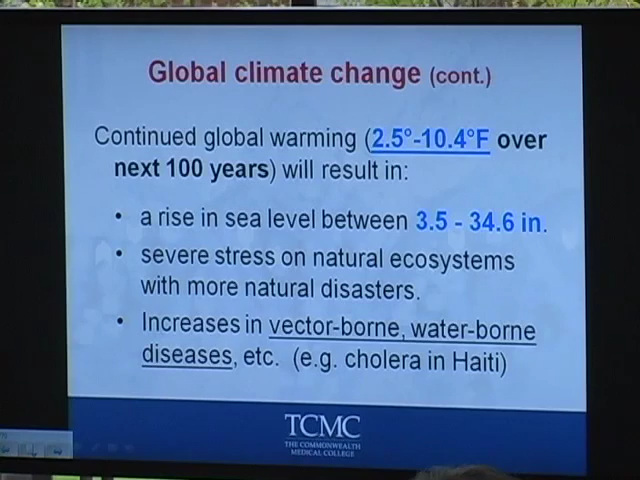 Global climate change (cont.)
Continued global warming (2.5°-10.4°F over
next 100 years) will result in:
• a rise in sea level between 3.5 - 34.6 in.
• severe stress on natural ecosystems
with more natural disasters.
• Increases in vector-borne, water-borne
diseases, etc. (e.g. cholera in Haiti)
TCMC
THE COMMONWEALTH
MEDICAL COLLEGE